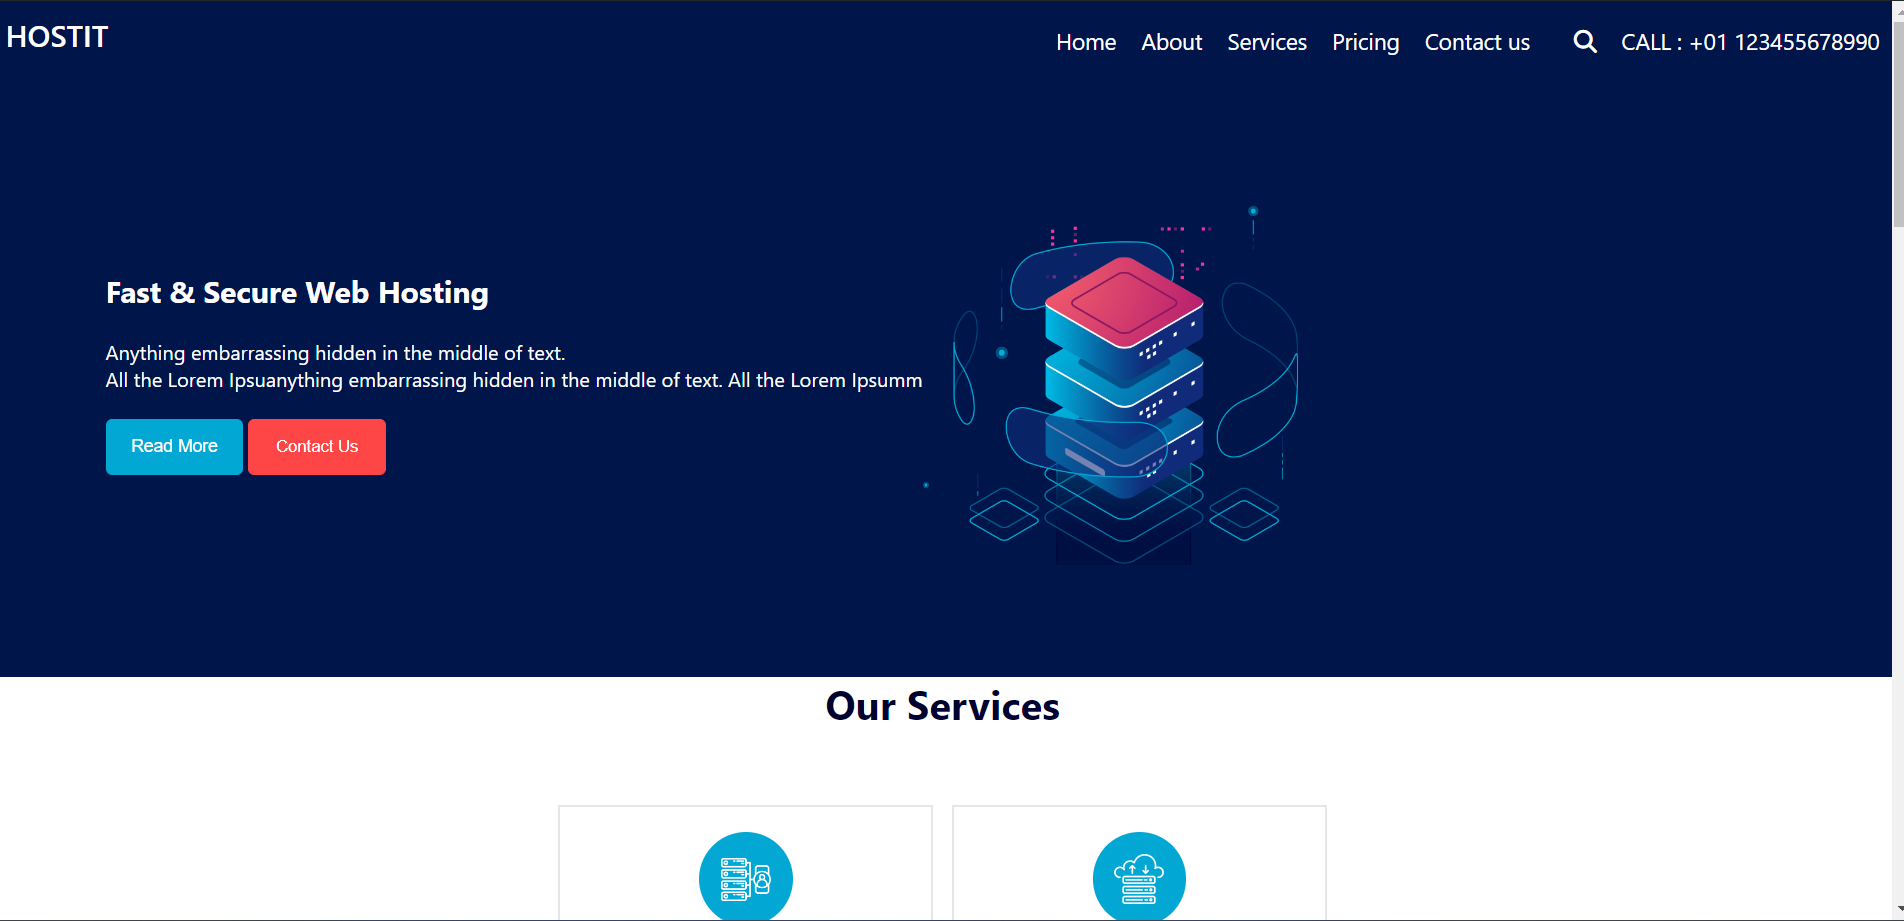 HOSTIT
Home About Services Pricing Contact us CALL : +01 123455678990
Fast & Secure Web Hosting
Anything embarrassing hidden in the middle of text.
All the Lorem Ipsuanything embarrassing hidden in the middle of text. All the Lorem Ipsumm
Read More Contact Us
Our Services